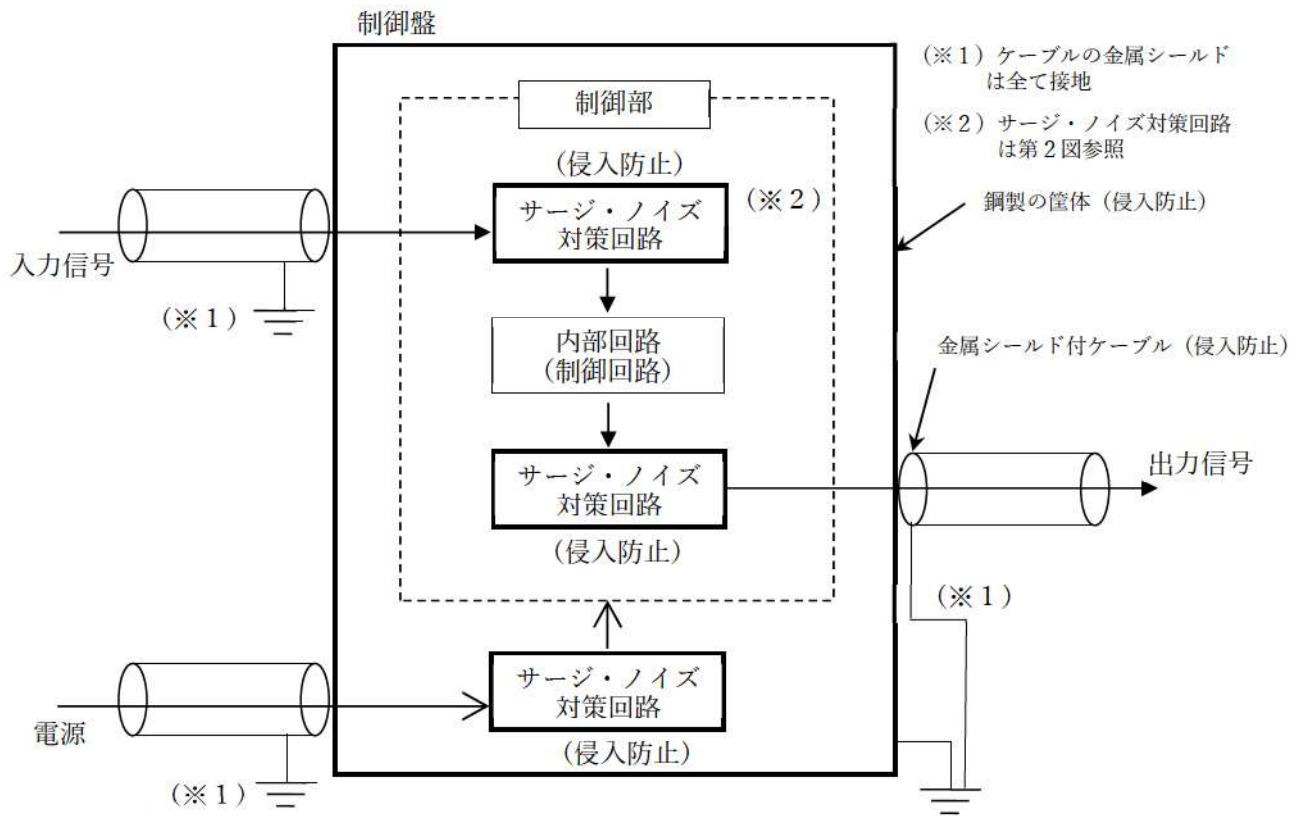 制御盤
(※1) ケーブルの金属シールド
は全て接地
制御部
(※2) サージ・ノイズ対策回路
は第2図参照
(侵入防止)
サージ・ノイズ
対策回路
(※2)
鋼製の筐体 (侵入防止)
入力信号
(※1)
内部回路
(制御回路)
金属シールド付ケーブル (侵入防止)
サージ・ノイズ
対策回路
出力信号
(侵入防止)
(※1)
サージ・ノイズ
対策回路
電源
(侵入防止)
(※1)